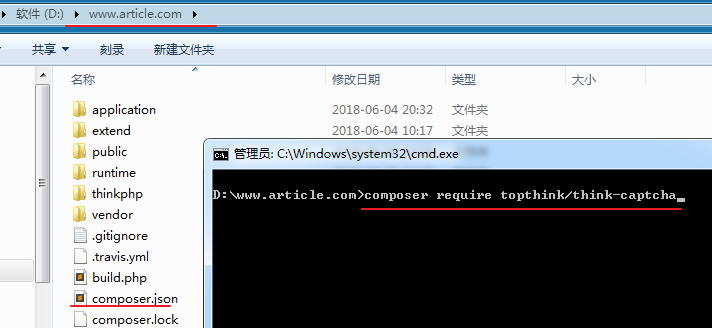 软件 (D:) ▸ www.article.com ▸
共享 刻录 新建文件夹
名称 修改日期 类型 大小
application 2018-06-04 20:32 文件夹
extend 2018-06-04 10:17 文件夹
public
管理员: C:\Windows\system32\cmd.exe
runtime
thinkphp
D:\www.article.com>composer require topthink/think-captcha
vendor
.gitignore
.travis.yml
build.php
composer.json
composer.lock